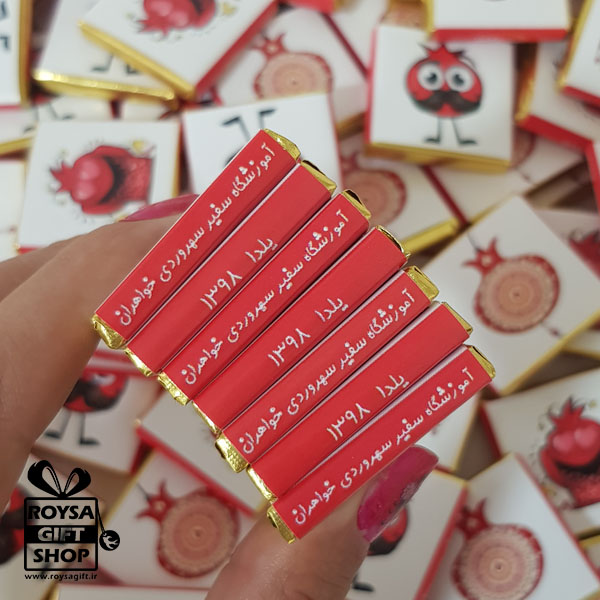 آموزشگاه سفیر سهروردی خواهران
یلدا ۱۳۹۸
آموزشگاه سفیر سهروردی خواهران
یلدا ۱۳۹۸
آموزشگاه سفیر سهروردی خواهران
یلدا ۱۳۹۸
آموزشگاه سفیر سهروردی خواهران
ROYSA
GIFT
SHOP
www.roysagift.ir